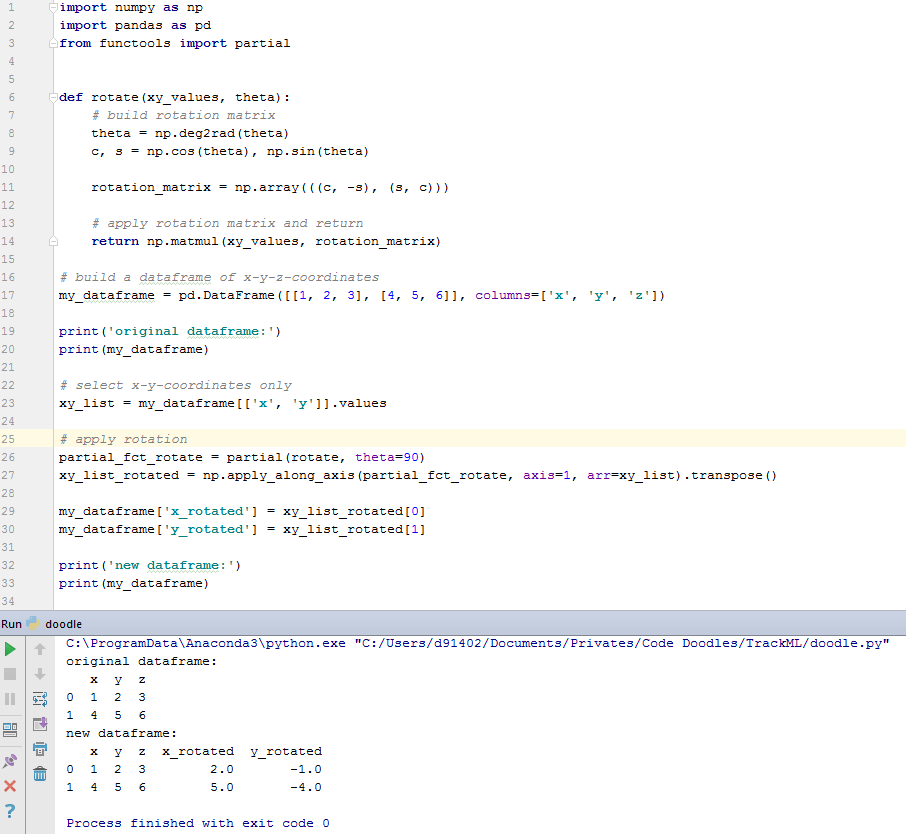 1 import numpy as np
2 import pandas as pd
3 from functools import partial
4
5
6 def rotate(xy_values, theta):
7     # build rotation matrix
8     theta = np.deg2rad(theta)
9     c, s = np.cos(theta), np.sin(theta)
10
11     rotation_matrix = np.array(((c, -s), (s, c)))
12
13     # apply rotation matrix and return
14     return np.matmul(xy_values, rotation_matrix)
15
16 # build a dataframe of x-y-z-coordinates
17 my_dataframe = pd.DataFrame([[1, 2, 3], [4, 5, 6]], columns=['x', 'y', 'z'])
18
19 print('original dataframe:')
20 print(my_dataframe)
21
22 # select x-y-coordinates only
23 xy_list = my_dataframe[['x', 'y']].values
24
25 # apply rotation
26 partial_fct_rotate = partial(rotate, theta=90)
27 xy_list_rotated = np.apply_along_axis(partial_fct_rotate, axis=1, arr=xy_list).transpose()
28
29 my_dataframe['x_rotated'] = xy_list_rotated[0]
30 my_dataframe['y_rotated'] = xy_list_rotated[1]
31
32 print('new dataframe:')
33 print(my_dataframe)
34
Run doodle
C:\ProgramData\Anaconda3\python.exe "C:/Users/d91402/Documents/Privates/Code Doodles/TrackML/doodle.py"
original dataframe:
   x  y  z
0  1  2  3
1  4  5  6
new dataframe:
   x  y  z  x_rotated  y_rotated
0  1  2  3        2.0       -1.0
1  4  5  6        5.0       -4.0
Process finished with exit code 0